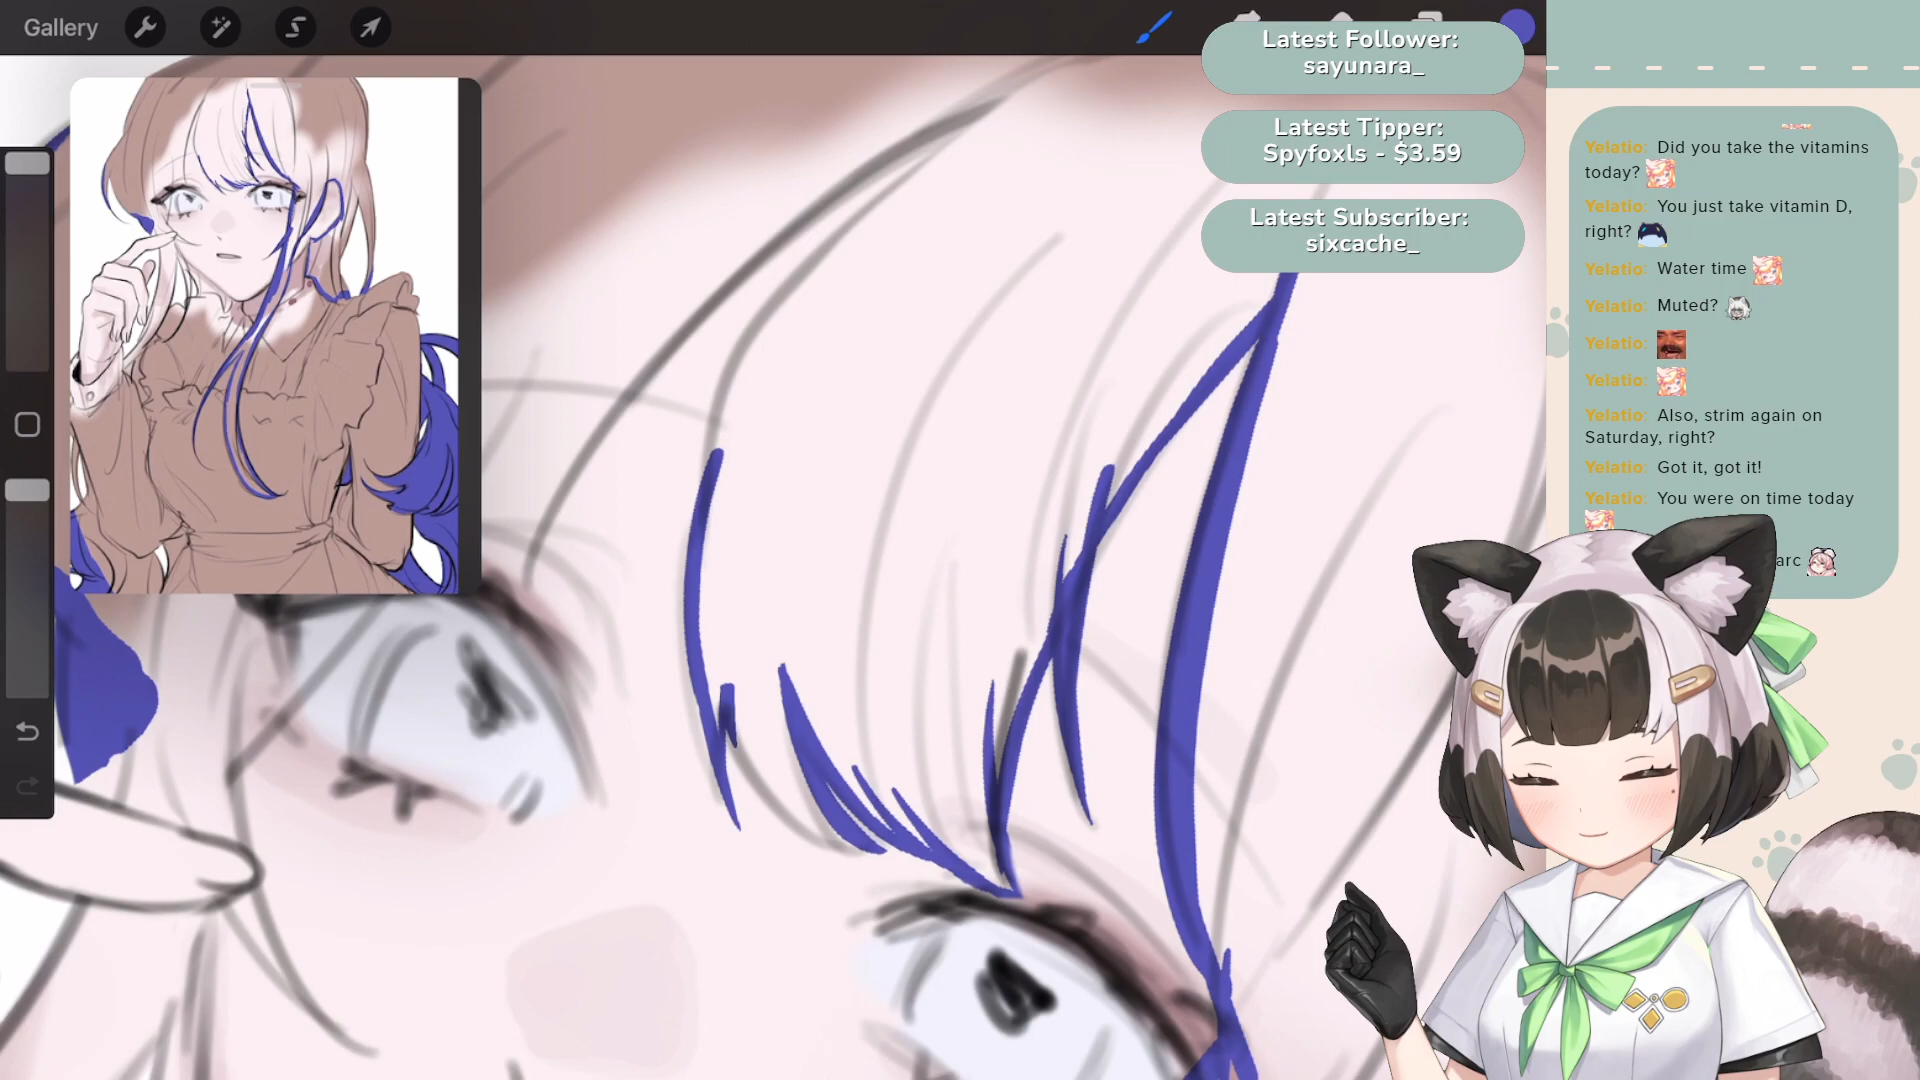 Gallery
Latest Follower:
sayunara_
Latest Tipper:
Spyfoxls - $3.59
Latest Subscriber:
sixcache_
Yelatio: Did you take the vitamins
today?
Yelatio: You just take vitamin D,
right?
Yelatio: Water time
Yelatio: Muted?
Yelatio:
Yelatio:
Yelatio: Also, strim again on
Saturday, right?
Yelatio: Got it, got it!
Yelatio: You were on time today
arc